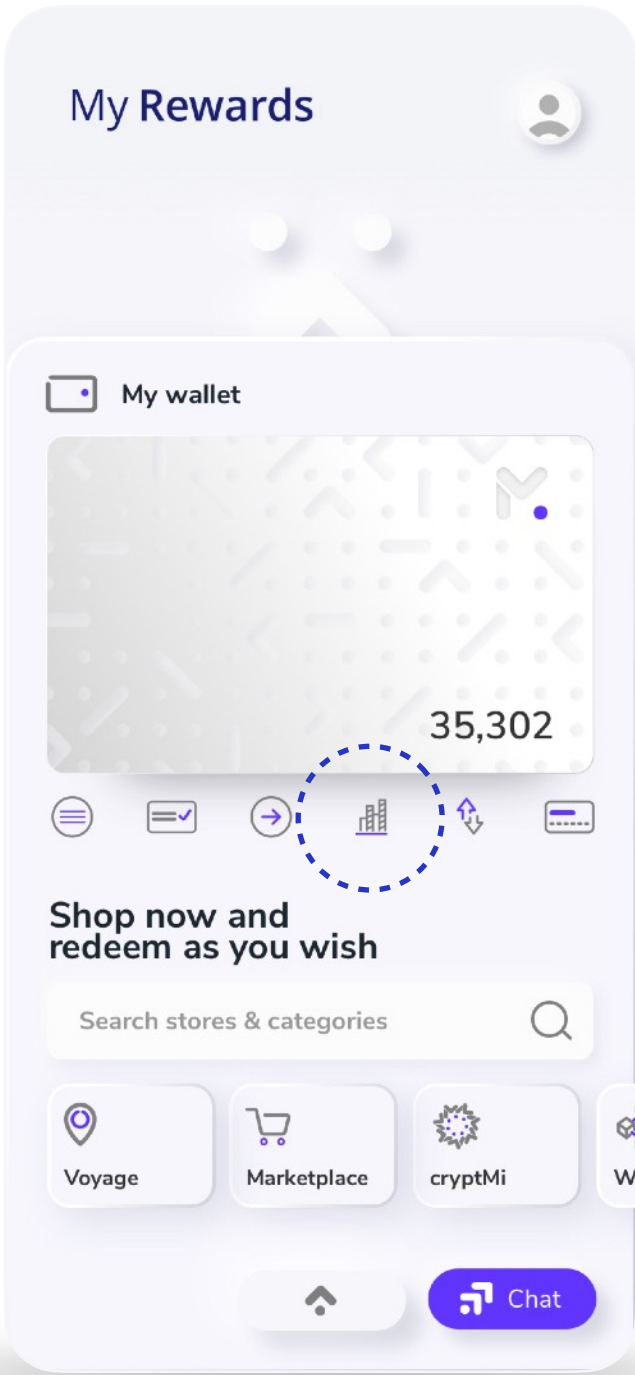 My Rewards
My wallet
35,302
Shop now and
redeem as you wish
Search stores & categories
Voyage
Marketplace
cryptMi
W
Chat